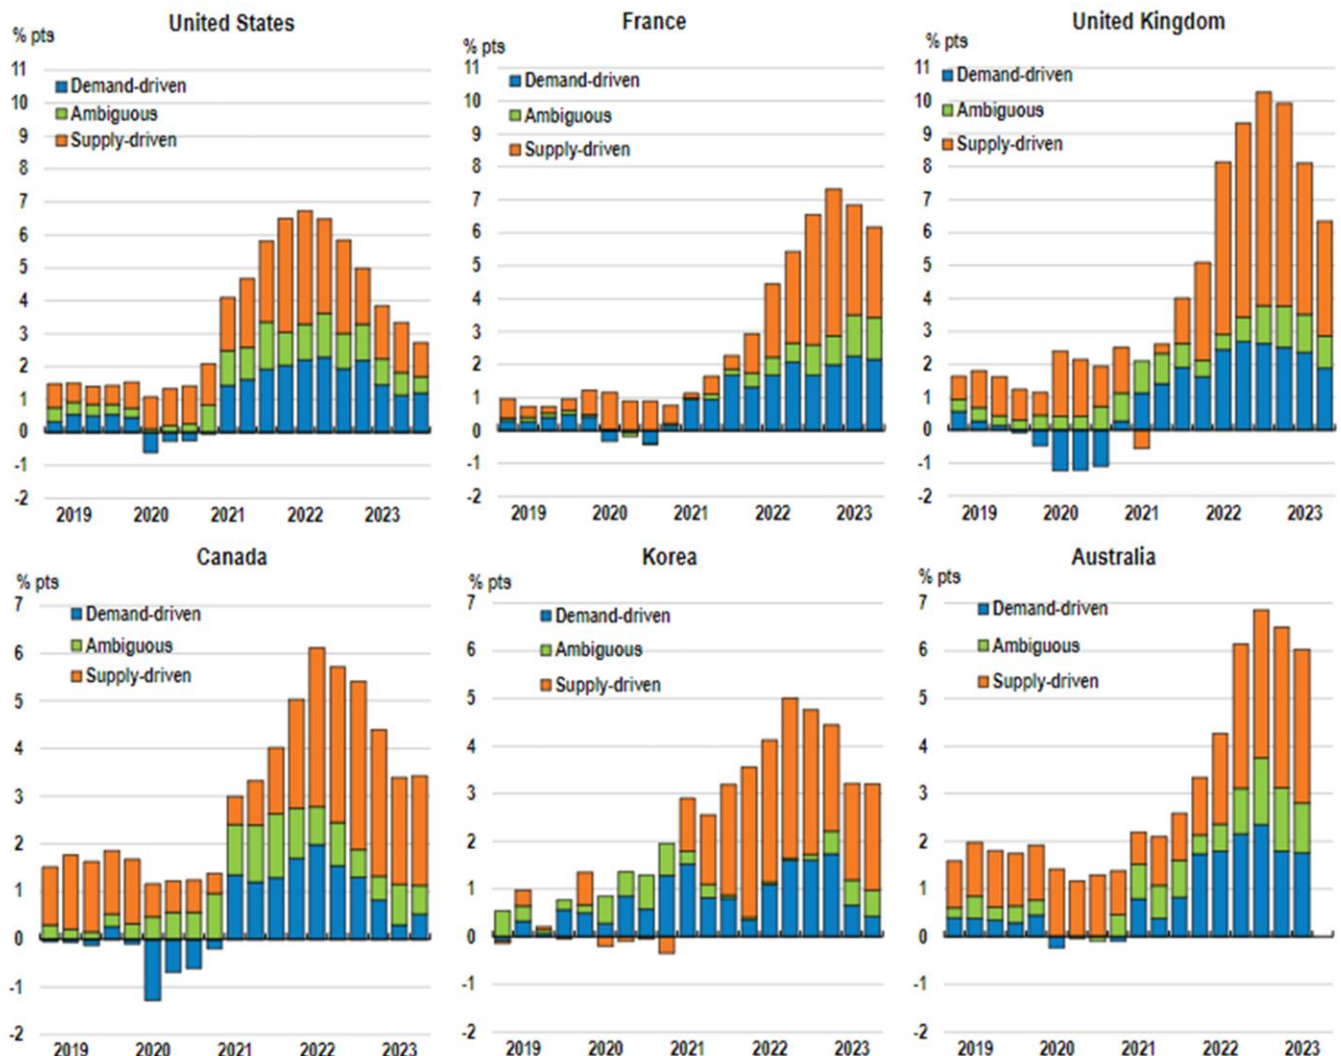 United States
% pts
11
10
9
8
7
6
5
4
3
2
1
0
-1
-2
Demand-driven
Ambiguous
Supply-driven
2019 2020 2021 2022 2023
France
% pts
11
10
9
8
7
6
5
4
3
2
1
0
-1
-2
Demand-driven
Ambiguous
Supply-driven
2019 2020 2021 2022 2023
United Kingdom
% pts
11
10
9
8
7
6
5
4
3
2
1
0
-1
-2
Demand-driven
Ambiguous
Supply-driven
2019 2020 2021 2022 2023
Canada
% pts
7
6
5
4
3
2
1
0
-1
-2
Demand-driven
Ambiguous
Supply-driven
2019 2020 2021 2022 2023
Korea
% pts
7
6
5
4
3
2
1
0
-1
-2
Demand-driven
Ambiguous
Supply-driven
2019 2020 2021 2022 2023
Australia
% pts
7
6
5
4
3
2
1
0
-1
-2
Demand-driven
Ambiguous
Supply-driven
2019 2020 2021 2022 2023